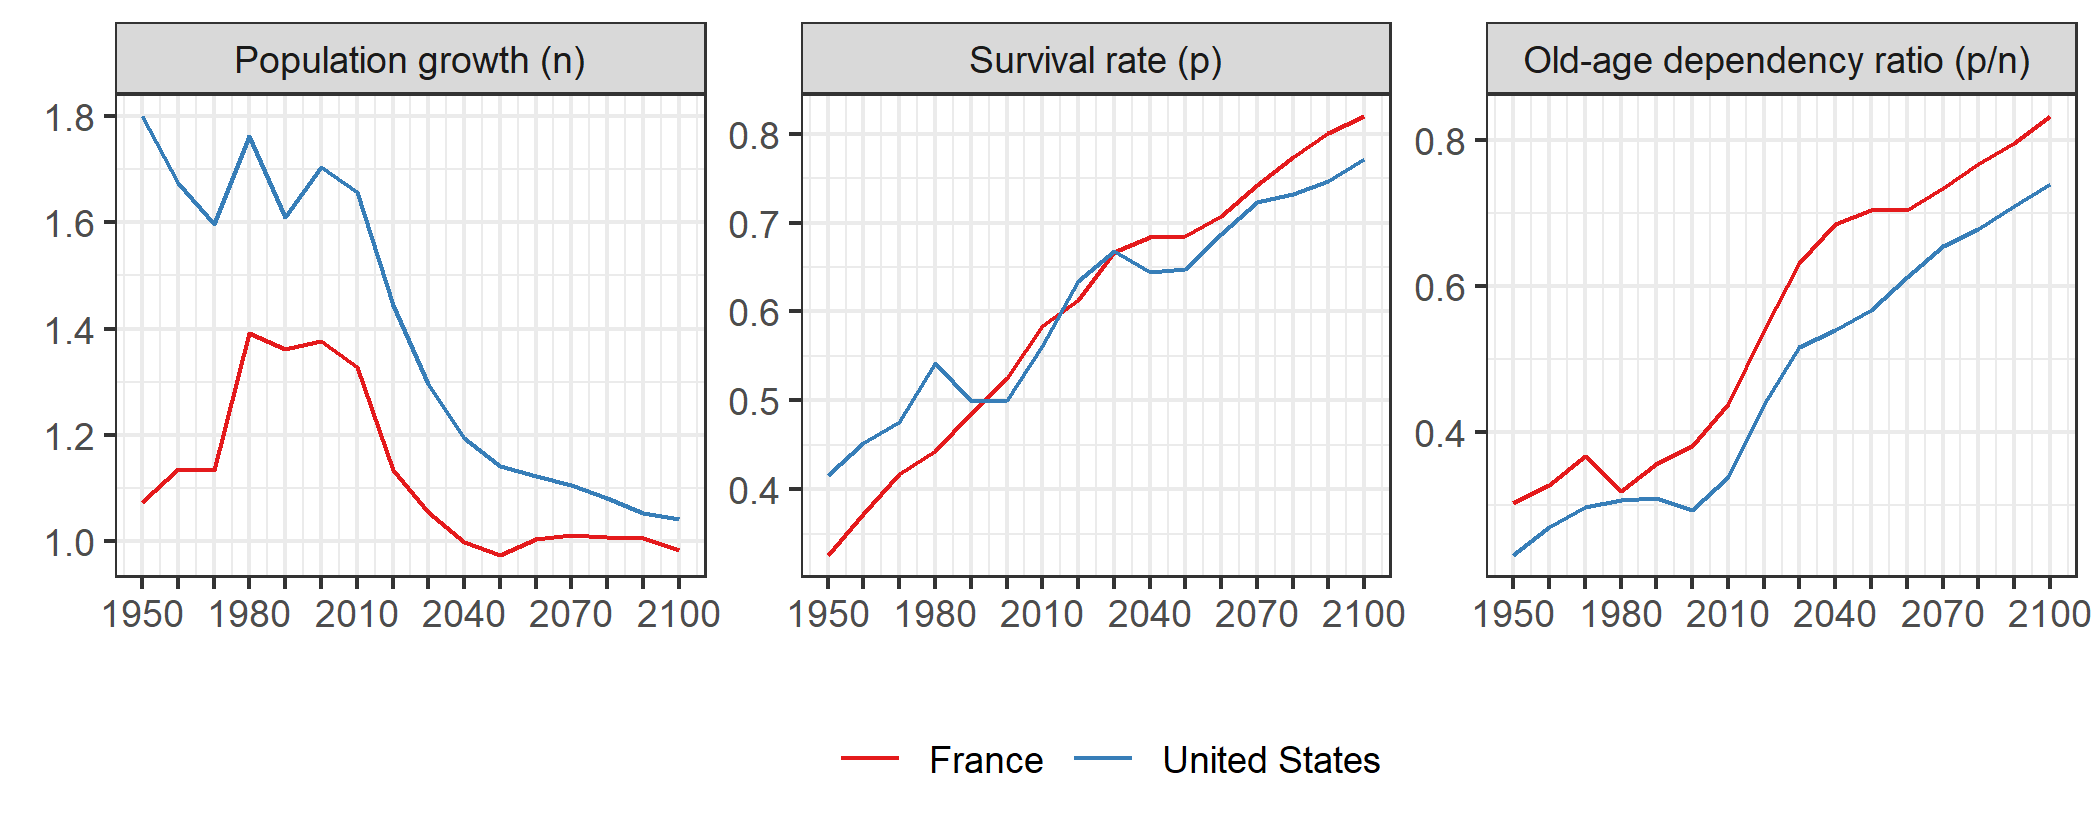 Population growth (n)
Survival rate (p)
Old-age dependency ratio (p/n)
1.8
1.6
1.4
1.2
1.0
1950 1980 2010 2040 2070 2100
0.8
0.7
0.6
0.5
0.4
1950 1980 2010 2040 2070 2100
0.8
0.6
0.4
1950 1980 2010 2040 2070 2100
France United States